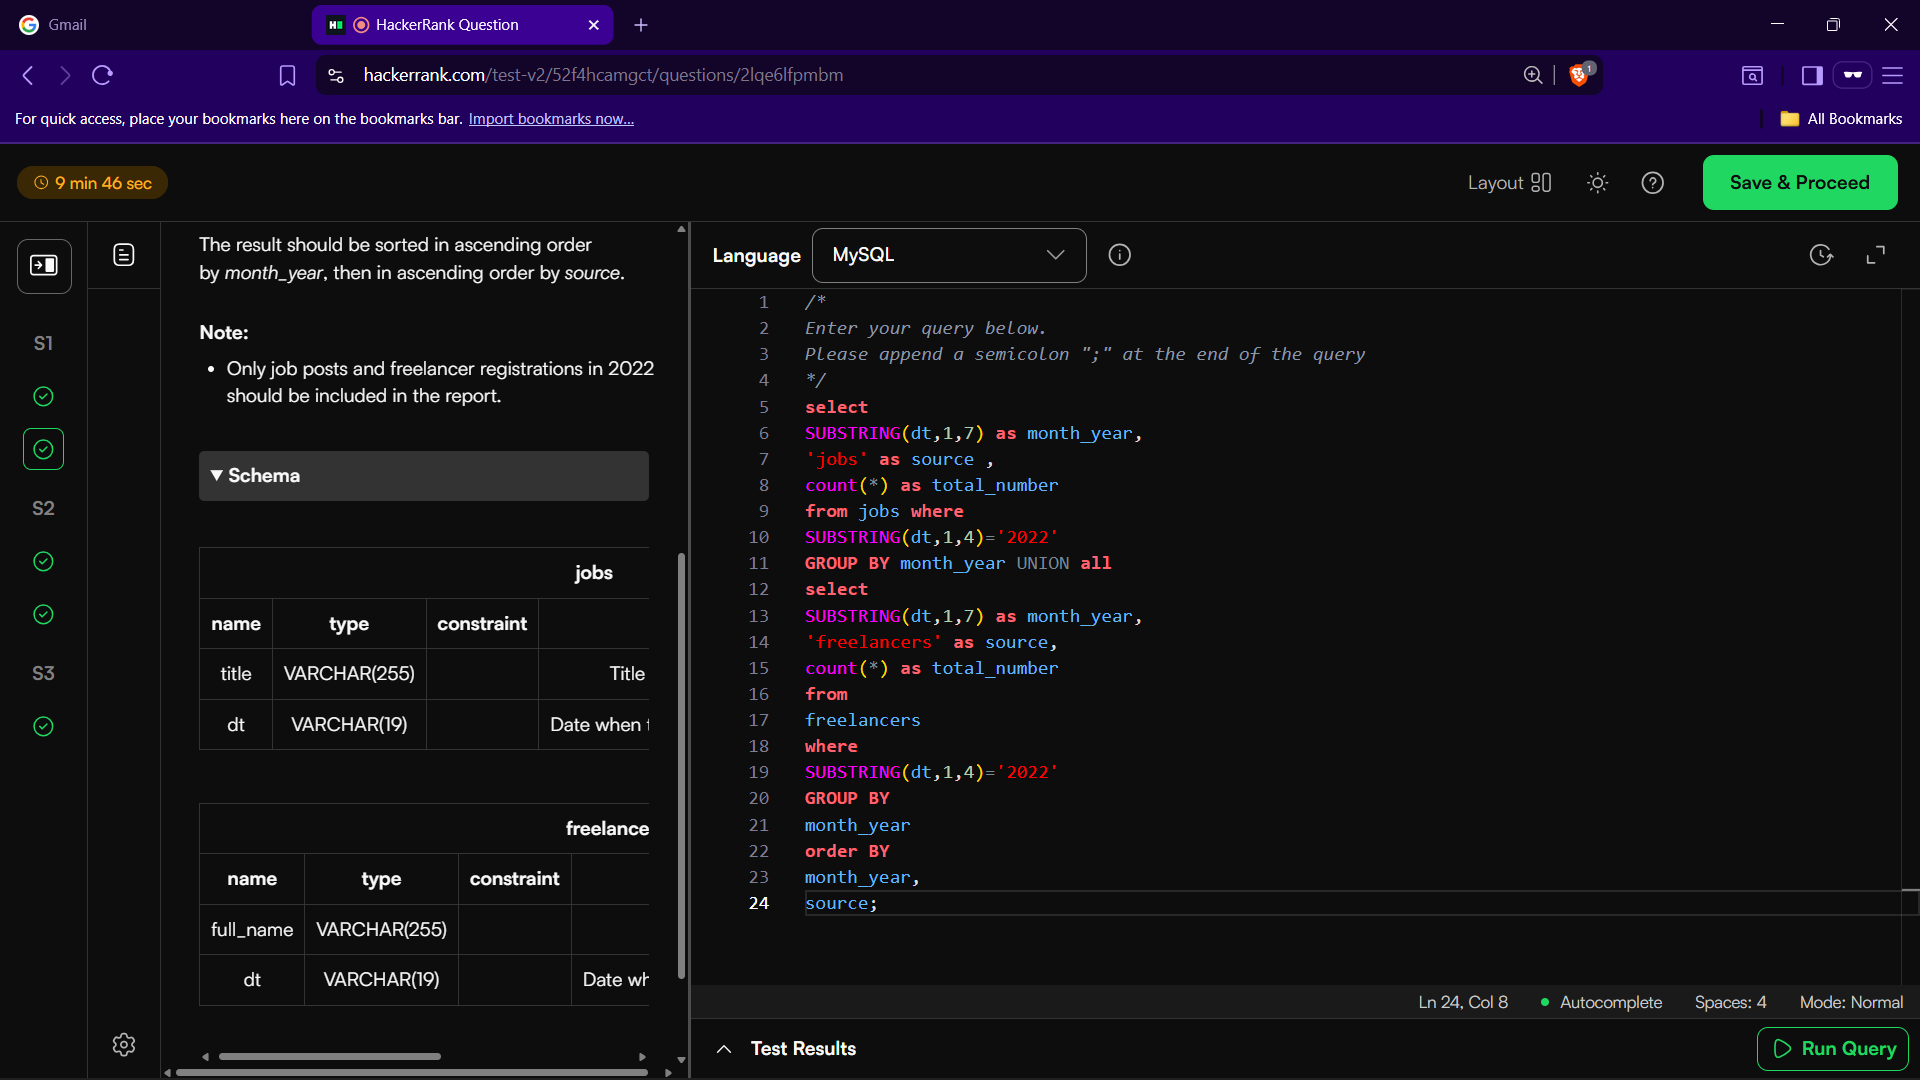 Gmail
HackerRank Question
hackerrank.com/test-v2/52f4hcamgct/questions/2lqe6lfpmbm
1
For quick access, place your bookmarks here on the bookmarks bar. Import bookmarks now...
All Bookmarks
9 min 46 sec
Layout
Save & Proceed
S1
S2
S3
The result should be sorted in ascending order
by month_year, then in ascending order by source.
Note:
• Only job posts and freelancer registrations in 2022
should be included in the report.
▼ Schema
jobs
name type constraint
title VARCHAR(255) Title
dt VARCHAR(19) Date when
freelance
name type constraint
full_name VARCHAR(255)
dt VARCHAR(19) Date wh
Language MySQL
1 /*
2 Enter your query below.
3 Please append a semicolon ";" at the end of the query
4 */
5 select
6 SUBSTRING(dt,1,7) as month_year,
7 'jobs' as source ,
8 count(*) as total_number
9 from jobs where
10 SUBSTRING(dt,1,4)='2022'
11 GROUP BY month_year UNION all
12 select
13 SUBSTRING(dt,1,7) as month_year,
14 'freelancers' as source,
15 count(*) as total_number
16 from
17 freelancers
18 where
19 SUBSTRING(dt,1,4)='2022'
20 GROUP BY
21 month_year
22 order BY
23 month_year,
24 source;
Ln 24, Col 8 Autocomplete Spaces: 4 Mode: Normal
Test Results
Run Query